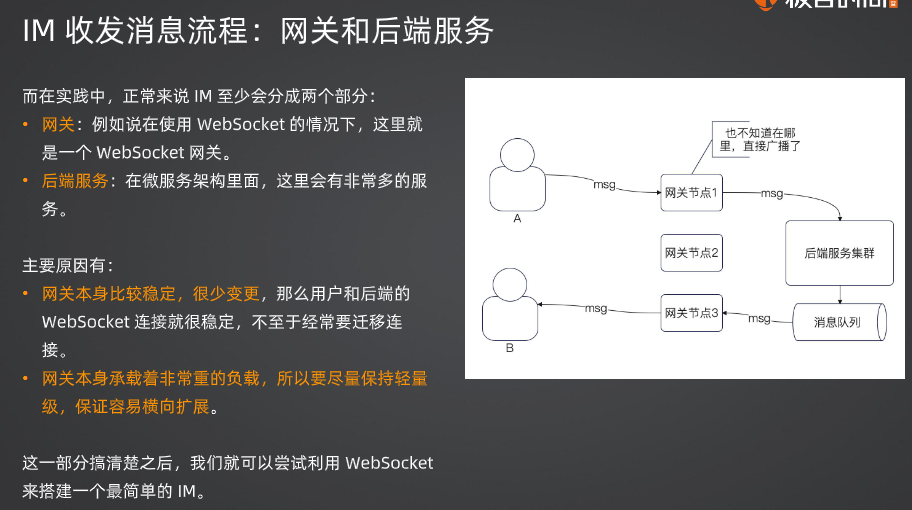 IM 收发消息流程：网关和后端服务
而在实践中，正常来说 IM 至少会分成两个部分：
• 网关：例如说在使用 WebSocket 的情况下，这里就
是一个 WebSocket 网关。
• 后端服务：在微服务架构里面，这里会有非常多的服
务。
主要原因有：
• 网关本身比较稳定，很少变更，那么用户和后端的
WebSocket 连接就很稳定，不至于经常要迁移连
接。
• 网关本身承载着非常重的负载，所以要尽量保持轻量
级，保证容易横向扩展。
这一部分搞清楚之后，我们就可以尝试利用 WebSocket
来搭建一个最简单的 IM。
也不知道在哪
里，直接广播了
msg
网关节点1
msg
A
网关节点2
后端服务集群
msg
网关节点3
msg
消息队列
B